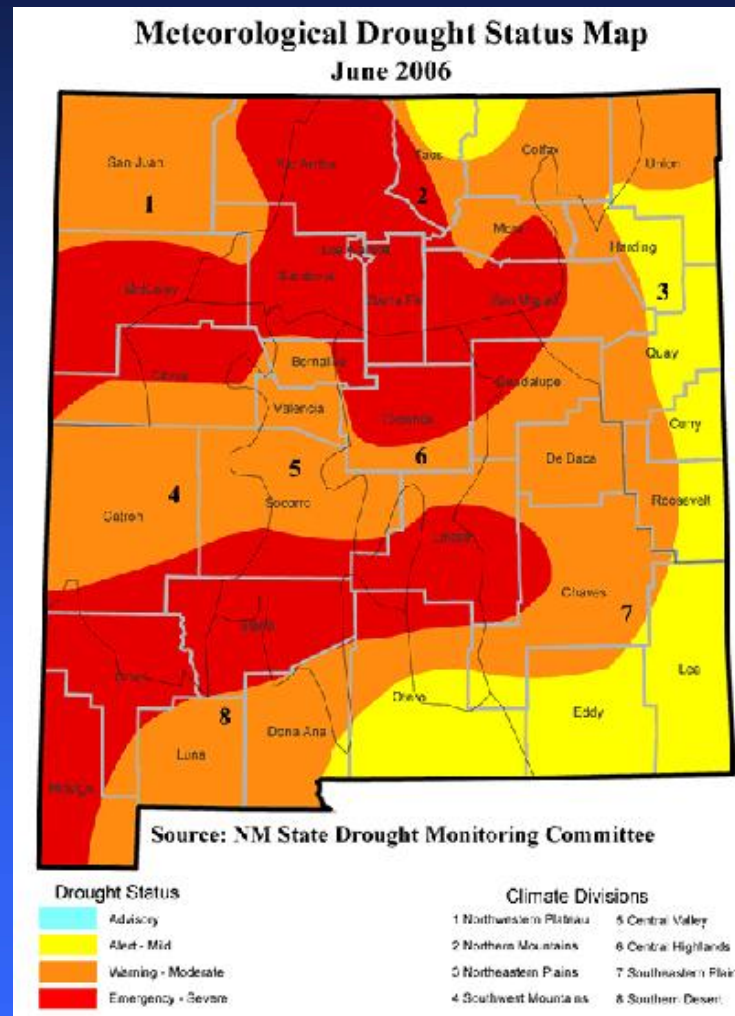 Meteorological Drought Status Map
June 2006
San Juan
Rio Arriba
Taos
Colfax
Union
1
2
Mora
Harding
Los Alamos
McKinley
Sandoval
Santa Fe
San Miguel
3
Quay
Cibola
Bernalillo
Guadalupe
Valencia
Torrance
Curry
5
6
De Baca
4
Socorro
Roosevelt
Catron
Lincoln
Chaves
7
Sierra
Lea
Grant
Otero
Eddy
8
Dona Ana
Luna
Hidalgo
Source: NM State Drought Monitoring Committee
Drought Status
Advisory
Alert - Mild
Warning - Moderate
Emergency - Severe
Climate Divisions
1 Northwestern Plateau
2 Northern Mountains
3 Northeastern Plains
4 Southwest Mountains
5 Central Valley
6 Central Highlands
7 Southeastern Plain
8 Southern Desert